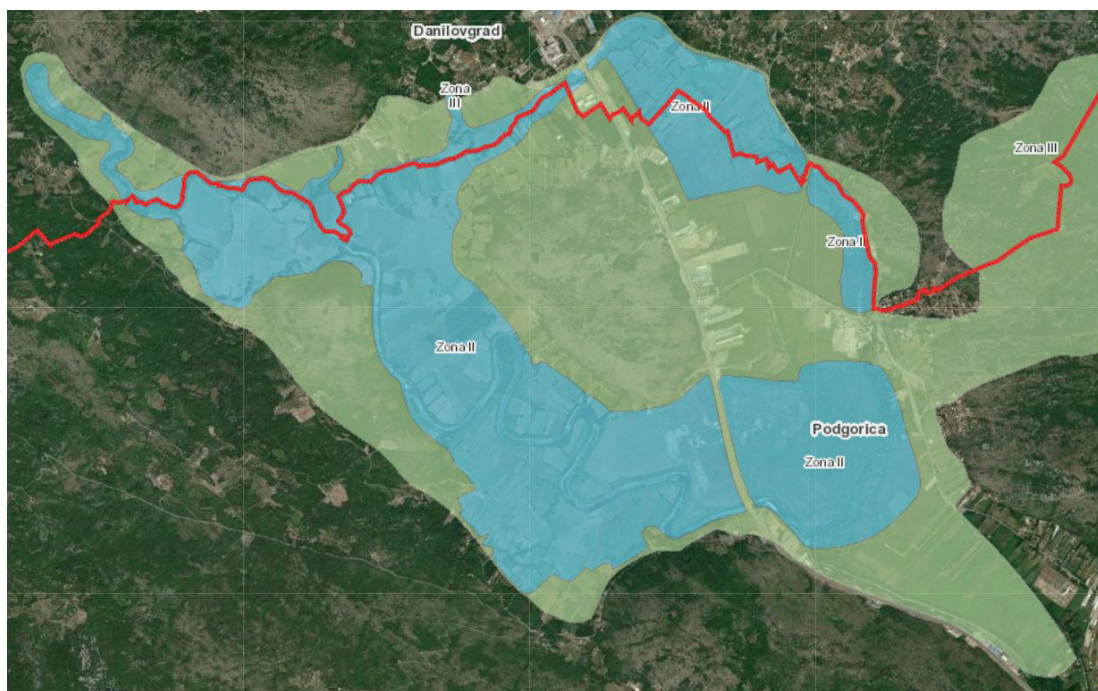 Danilovgrad
Zona
III
Zona II
Zona III
Zona I
Zona II
Podgorica
Zona II